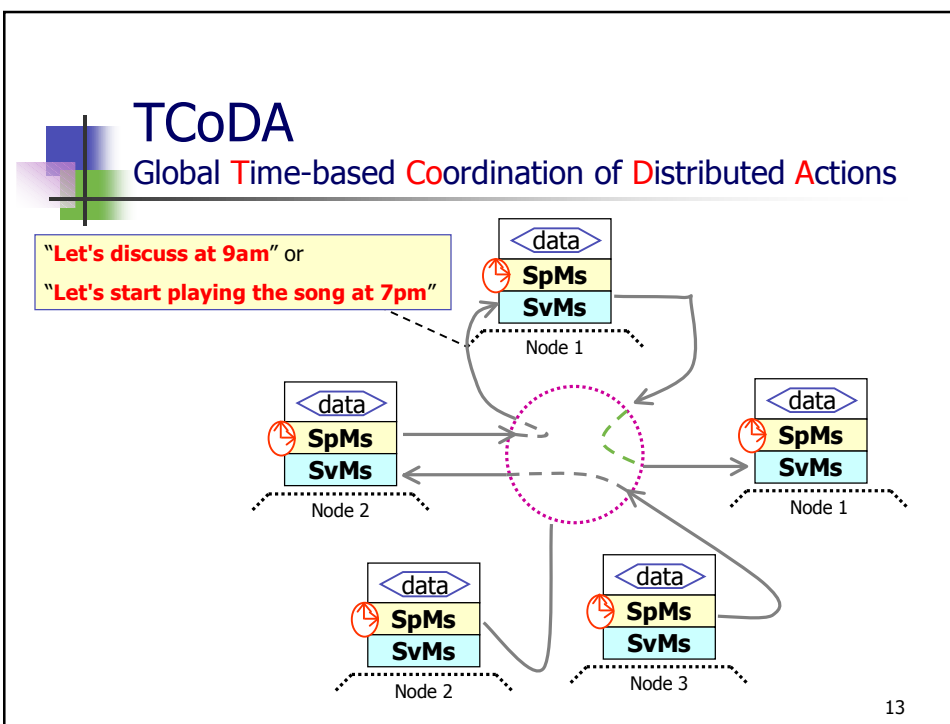 TCoDA
Global Time-based Coordination of Distributed Actions
“Let's discuss at 9am” or
“Let's start playing the song at 7pm”
data
SpMs
SvMs
Node 1
data
SpMs
SvMs
Node 2
data
SpMs
SvMs
Node 1
data
SpMs
SvMs
Node 2
data
SpMs
SvMs
Node 3
13